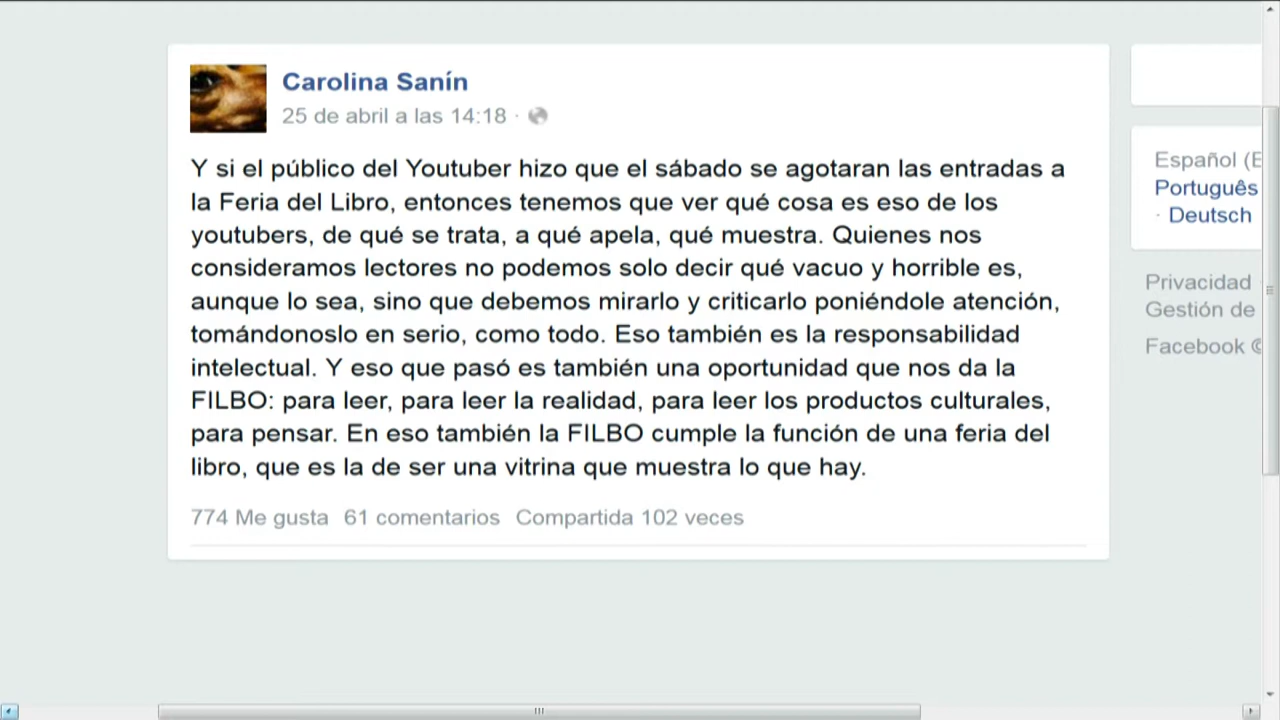 Carolina Sanín
25 de abril a las 14:18 ·
Y si el público del Youtuber hizo que el sábado se agotaran las entradas a
la Feria del Libro, entonces tenemos que ver qué cosa es eso de los
youtubers, de qué se trata, a qué apela, qué muestra. Quienes nos
consideramos lectores no podemos solo decir qué vacuo y horrible es,
aunque lo sea, sino que debemos mirarlo y criticarlo poniéndole atención,
tomándonoslo en serio, como todo. Eso también es la responsabilidad
intelectual. Y eso que pasó es también una oportunidad que nos da la
FILBO: para leer, para leer la realidad, para leer los productos culturales,
para pensar. En eso también la FILBO cumple la función de una feria del
libro, que es la de ser una vitrina que muestra lo que hay.
774 Me gusta 61 comentarios Compartida 102 veces
Español (E
Português
· Deutsch
Privacidad
Gestión de
Facebook ©